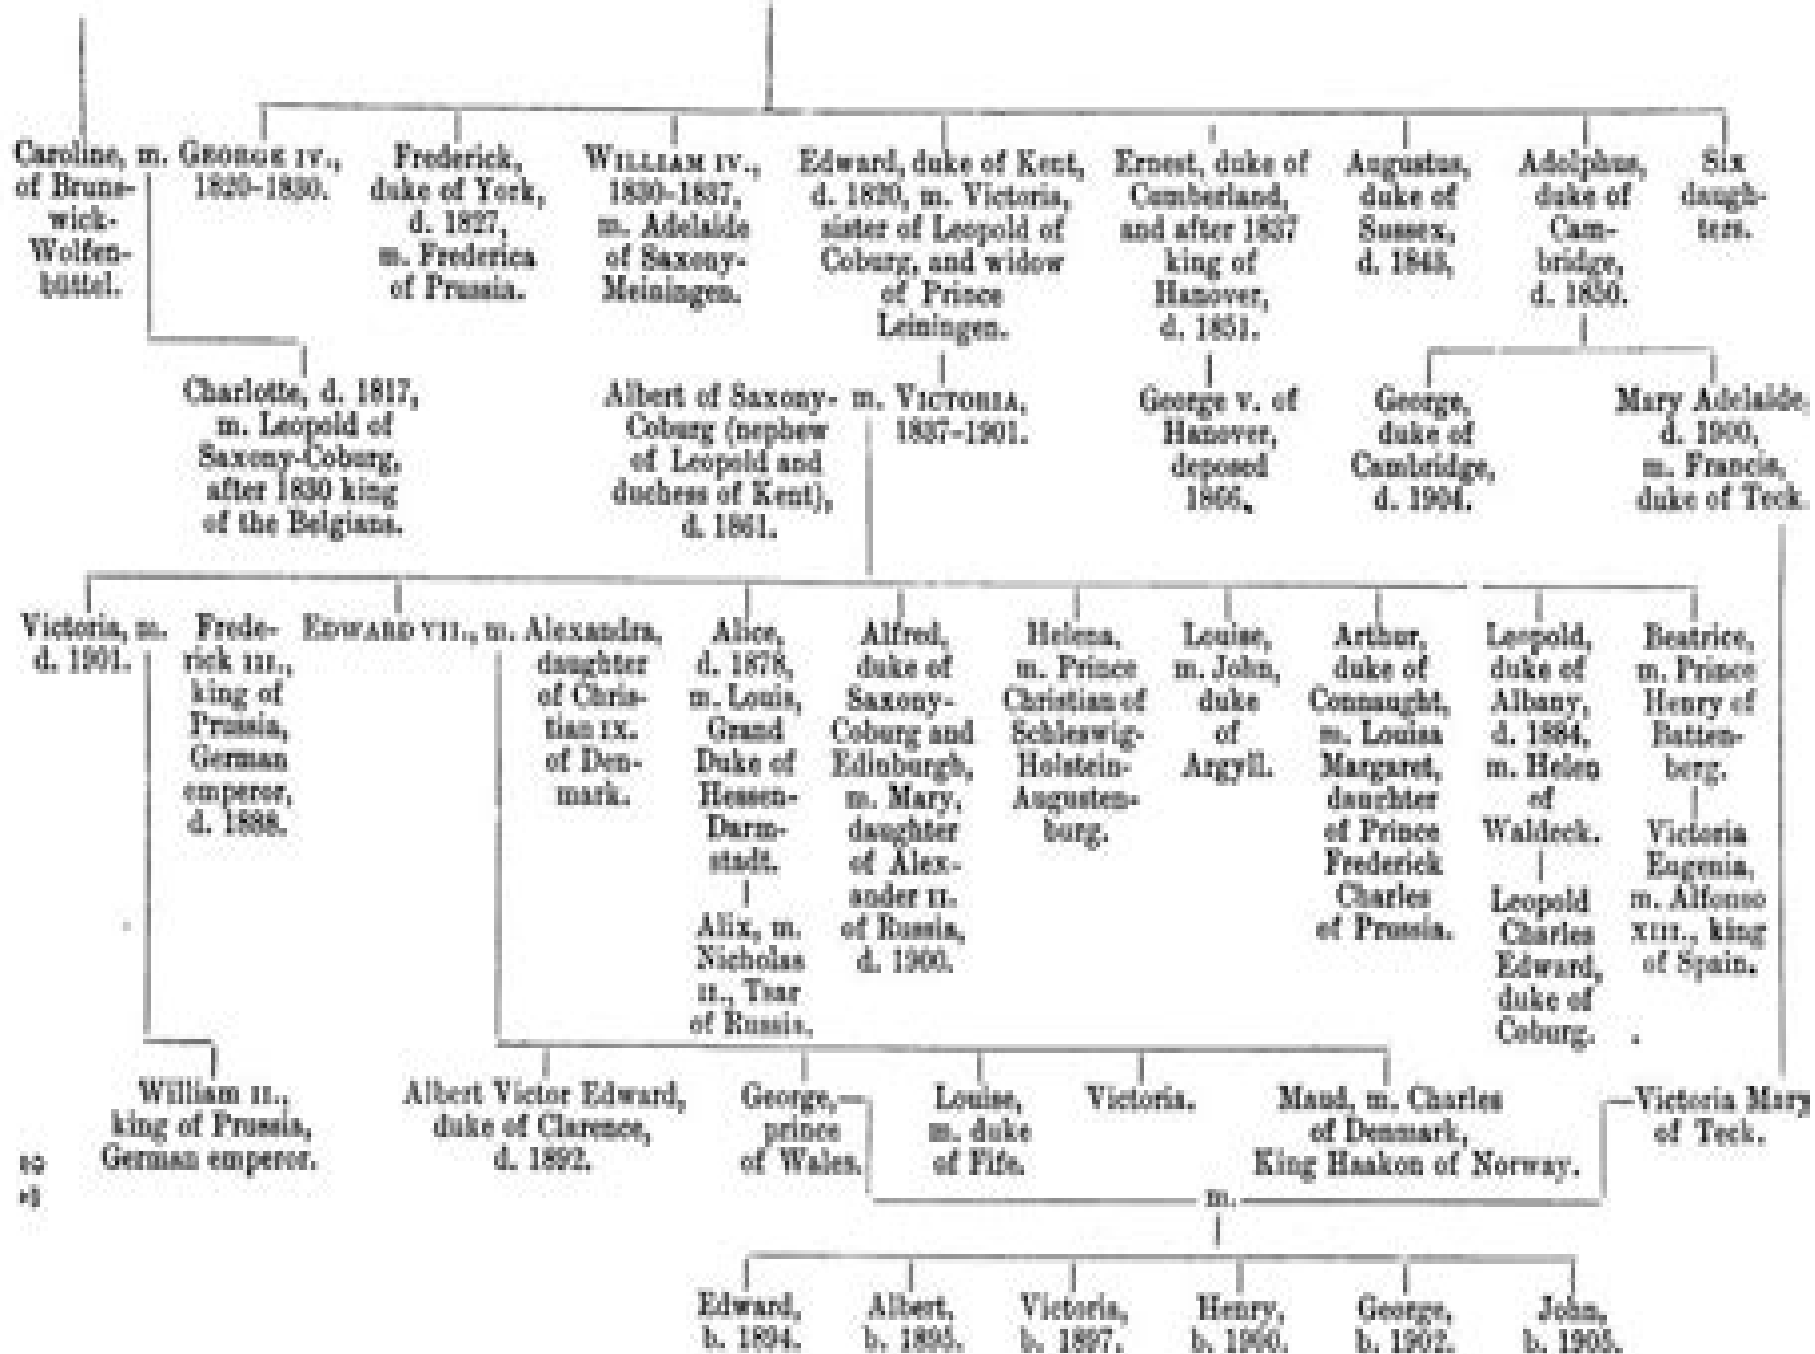 Caroline, m.
of Bruns-
wick-
Wolfen-
büttel.
GEORGE IV.,
1820-1830.
Frederick,
duke of York,
d. 1827,
m. Frederica
of Prussia.
WILLIAM IV.,
1830-1837,
m. Adelaide
of Saxony-
Meiningen.
Edward, duke of Kent,
d. 1820, m. Victoria,
sister of Leopold of
Coburg, and widow
of Prince
Leiningen.
Ernest, duke of
Cumberland,
and after 1837
king of
Hanover,
d. 1851.
Augustus,
duke of
Sussex,
d. 1843,
Adolphus,
duke of
Cam-
bridge,
d. 1850.
Six
daugh-
ters.
Charlotte, d. 1817,
m. Leopold of
Saxony-Coburg,
after 1830 king
of the Belgians.
Albert of Saxony-
Coburg (nephew
of Leopold and
duchess of Kent),
d. 1861.
m. VICTORIA,
1837-1901.
George V. of
Hanover,
deposed
1866.
George,
duke of
Cambridge,
d. 1904.
Mary Adelaide,
d. 1900,
m. Francis,
duke of Teck.
Victoria, m.
d. 1901.
Frede-
rick III.,
king of
Prussia,
German
emperor,
d. 1888.
EDWARD VII., m.
Alexandra,
daughter
of Chris-
tian IX.
of Den-
mark.
Alice,
d. 1878,
m. Louis,
Grand
Duke of
Hessen-
Darm-
stadt.
Alix, m.
Nicholas
II., Tsar
of Russia.
Alfred,
duke of
Saxony-
Coburg and
Edinburgh,
m. Mary,
daughter
of Alex-
ander II.
of Russia,
d. 1900.
Helena,
m. Prince
Christian of
Schleswig-
Holstein-
Augusten-
burg.
Louise,
m. John,
duke
of
Argyll.
Arthur,
duke of
Connaught,
m. Louisa
Margaret,
daughter
of Prince
Frederick
Charles
of Prussia.
Leopold,
duke of
Albany,
d. 1884,
m. Helen
of
Waldeck.
Leopold
Charles
Edward,
duke of
Coburg.
Beatrice,
m. Prince
Henry of
Batten-
berg.
Victoria
Eugenia,
m. Alfonso
XIII., king
of Spain.
William II.,
king of Prussia,
German emperor.
Albert Victor Edward,
duke of Clarence,
d. 1892.
George,
prince
of Wales.
Louise,
m. duke
of Fife.
Victoria.
Maud, m. Charles
of Denmark,
King Haakon of Norway.
Victoria Mary
of Teck.
m.
Edward,
b. 1894.
Albert,
b. 1895.
Victoria,
b. 1897.
Henry,
b. 1900.
George,
b. 1902.
John,
b. 1905.